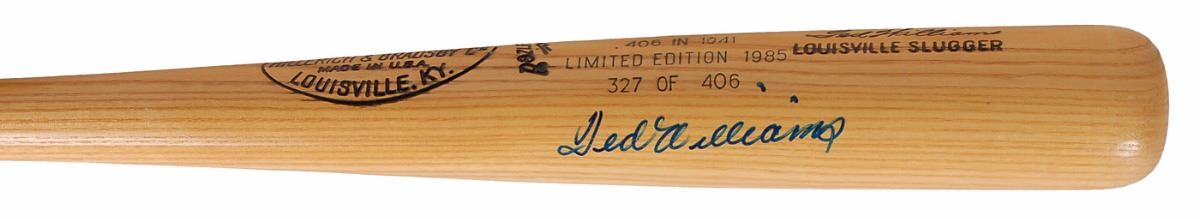 HILLERICH & BRADSBY Co
MADE IN U.S.A.
LOUISVILLE, KY.
.406 IN 1941
LIMITED EDITION 1985
327 OF 406
Ted Williams
LOUISVILLE SLUGGER
Ted Williams